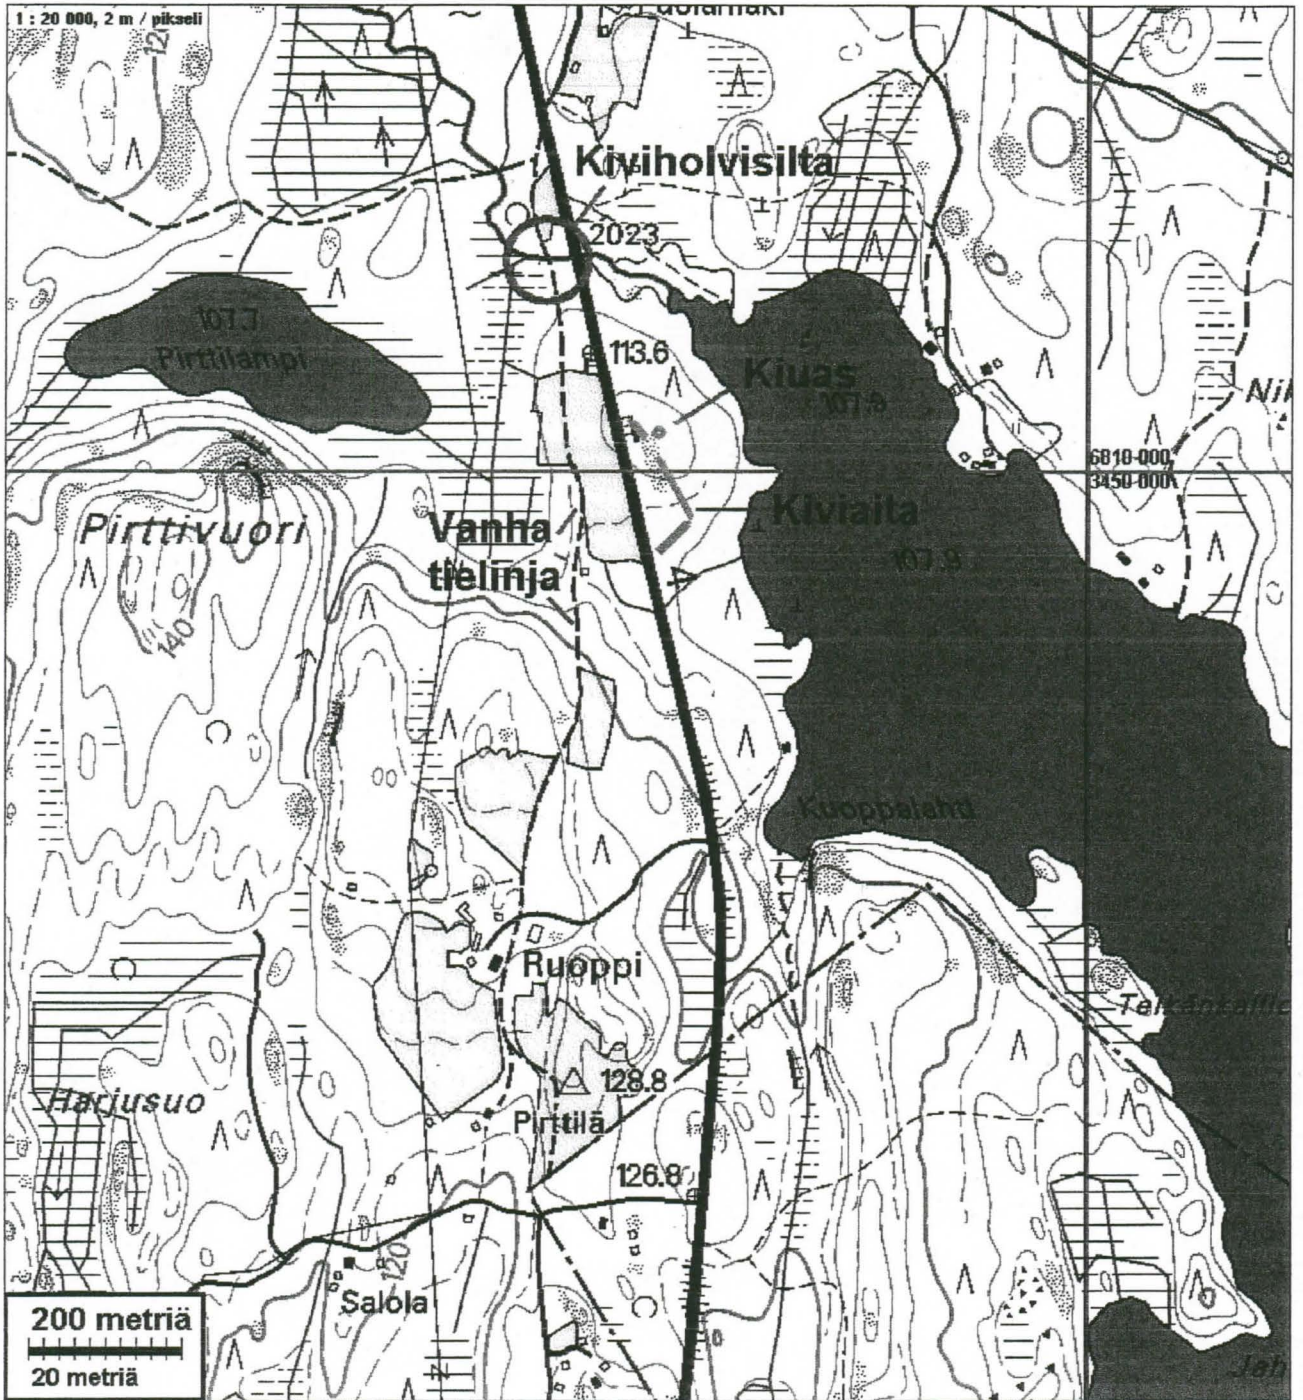 1 : 20 000, 2 m / pikseli
120
Kiviholvisilta
2023
107.7
Pirttilampi
113.6
Kiuas
107.9
Kiviaita
6810 000
3450 000
Pirttivuori
Vanha
tielinja
107.9
140
Kuoppalahti
Ruoppi
128.8
Harjusuo
Pirttilä
126.8
120
Salola
200 metriä
20 metriä